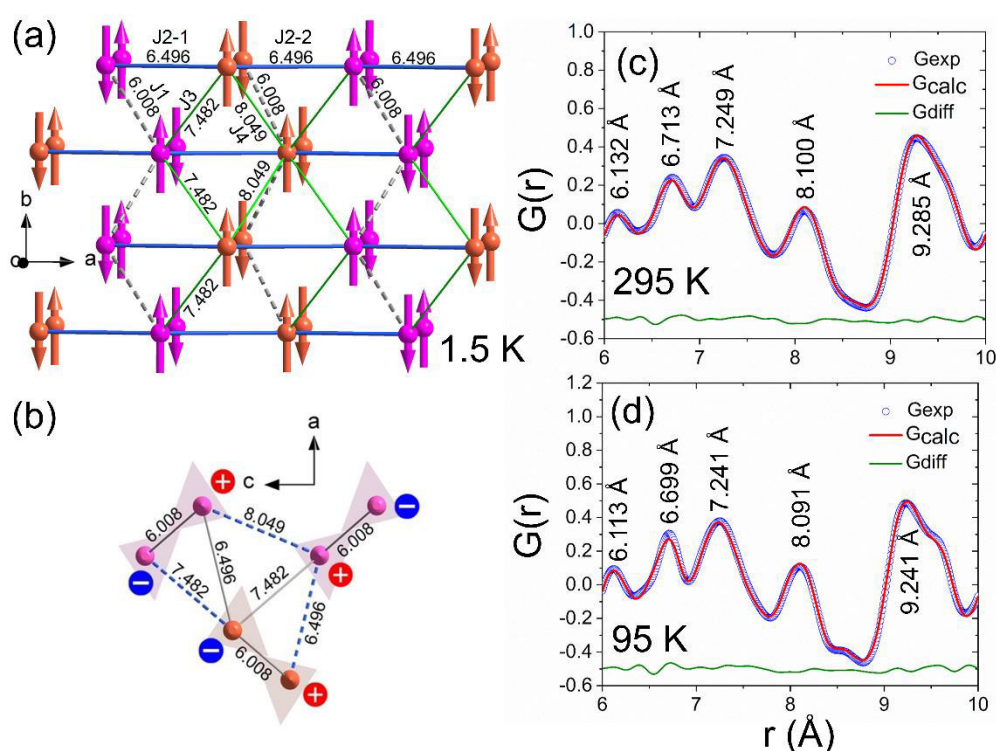 (a)
J2-1
J2-2
6.496
6.496
6.496
6.008
J1
J3
7.482
8.049
J4
6.008
6.008
7.482
8.049
7.482
b
a
c
1.5 K
(b)
a
c
+
−
6.008
8.049
6.008
−
6.496
7.482
+
7.482
6.496
−
6.008
+
(c)
Gexp
Gcalc
Gdiff
6.132 Å
6.713 Å
7.249 Å
8.100 Å
9.285 Å
295 K
G(r)
1.0
0.8
0.6
0.4
0.2
0.0
-0.2
-0.4
-0.6
6 7 8 9 10
(d)
Gexp
Gcalc
Gdiff
6.113 Å
6.699 Å
7.241 Å
8.091 Å
9.241 Å
95 K
G(r)
1.2
1.0
0.8
0.6
0.4
0.2
0.0
-0.2
-0.4
-0.6
6 7 8 9 10
r (Å)